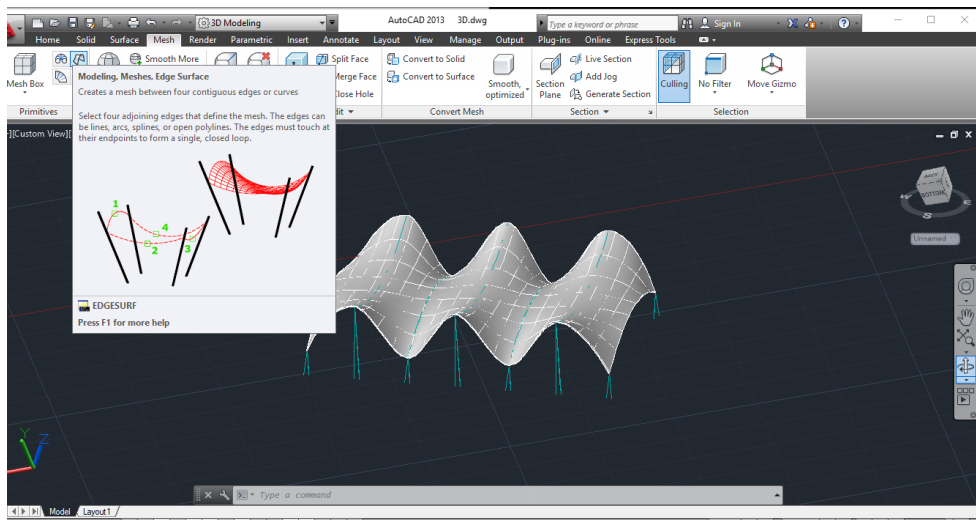 3D Modeling
AutoCAD 2013 3D.dwg
Type a keyword or phrase
Sign In
Home Solid Surface Mesh Render Parametric Insert Annotate Layout View Manage Output Plug-ins Online Express Tools
Mesh Box
Smooth More
Split Face
Merge Face
Close Hole
Convert to Solid
Convert to Surface
Smooth, optimized
Section Plane
Live Section
Add Jog
Generate Section
Culling
No Filter
Move Gizmo
Primitives
Convert Mesh
Section
Selection
Modeling, Meshes, Edge Surface
Creates a mesh between four contiguous edges or curves
Select four adjoining edges that define the mesh. The edges can
be lines, arcs, splines, or open polylines. The edges must touch at
their endpoints to form a single, closed loop.
1
4
2
3
EDGESURF
Press F1 for more help
][Custom View][
BACK
BOTTOM
W
S
E
Unnamed
Y
Z
Type a command
Model Layout1